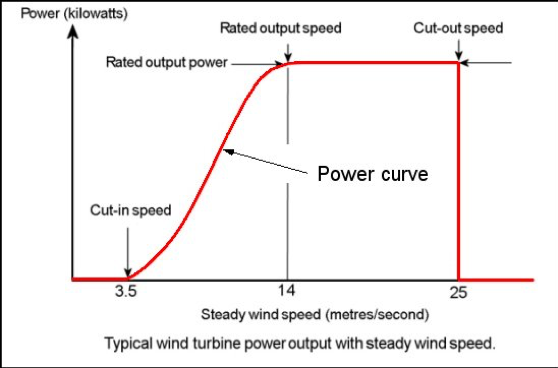 Power (kilowatts)
Rated output speed
Cut-out speed
Rated output power
Power curve
Cut-in speed
3.5
14
25
Steady wind speed (metres/second)
Typical wind turbine power output with steady wind speed.